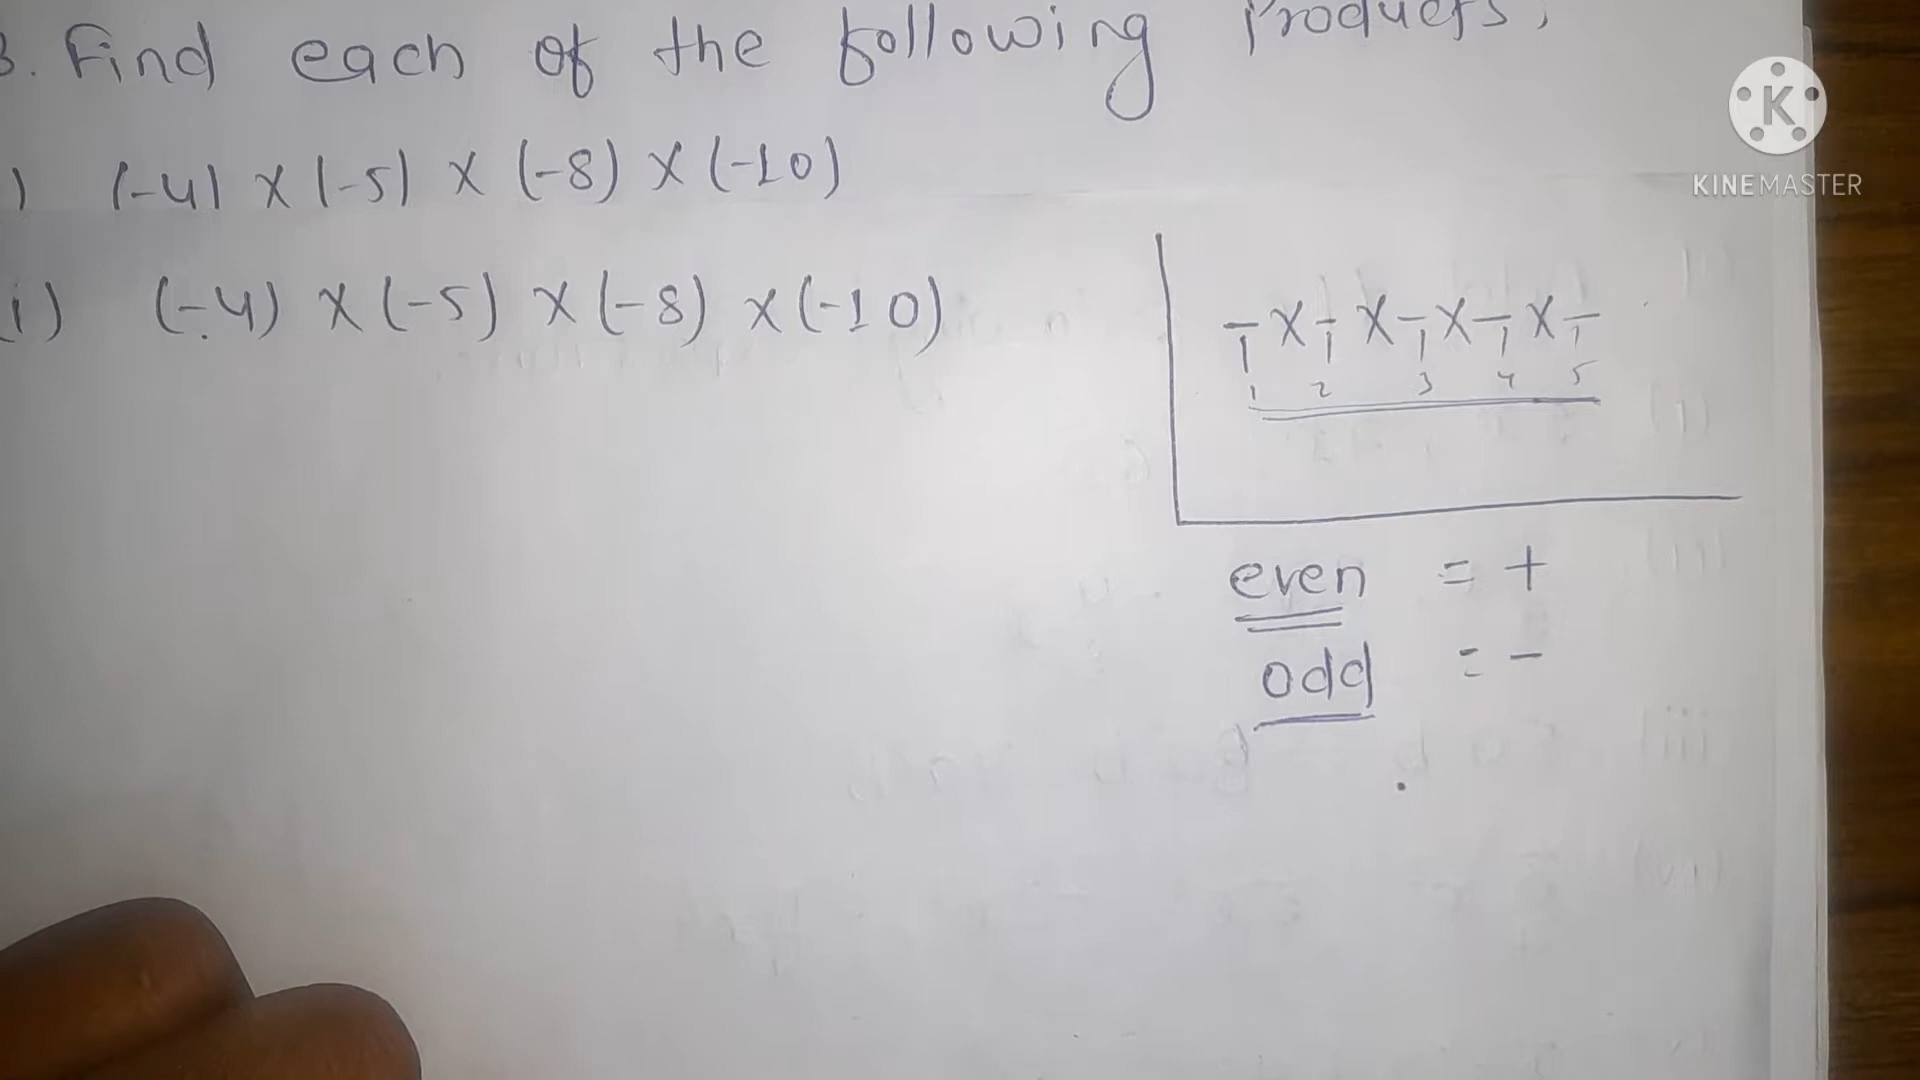 3. Find each of the following Products,
) (-4) X (-5) X (-8) X (-10)
i) (-4) X (-5) X (-8) X (-10)
- X - X - X - X -
1 2 3 4 5
even = +
odd = -
KINEMASTER